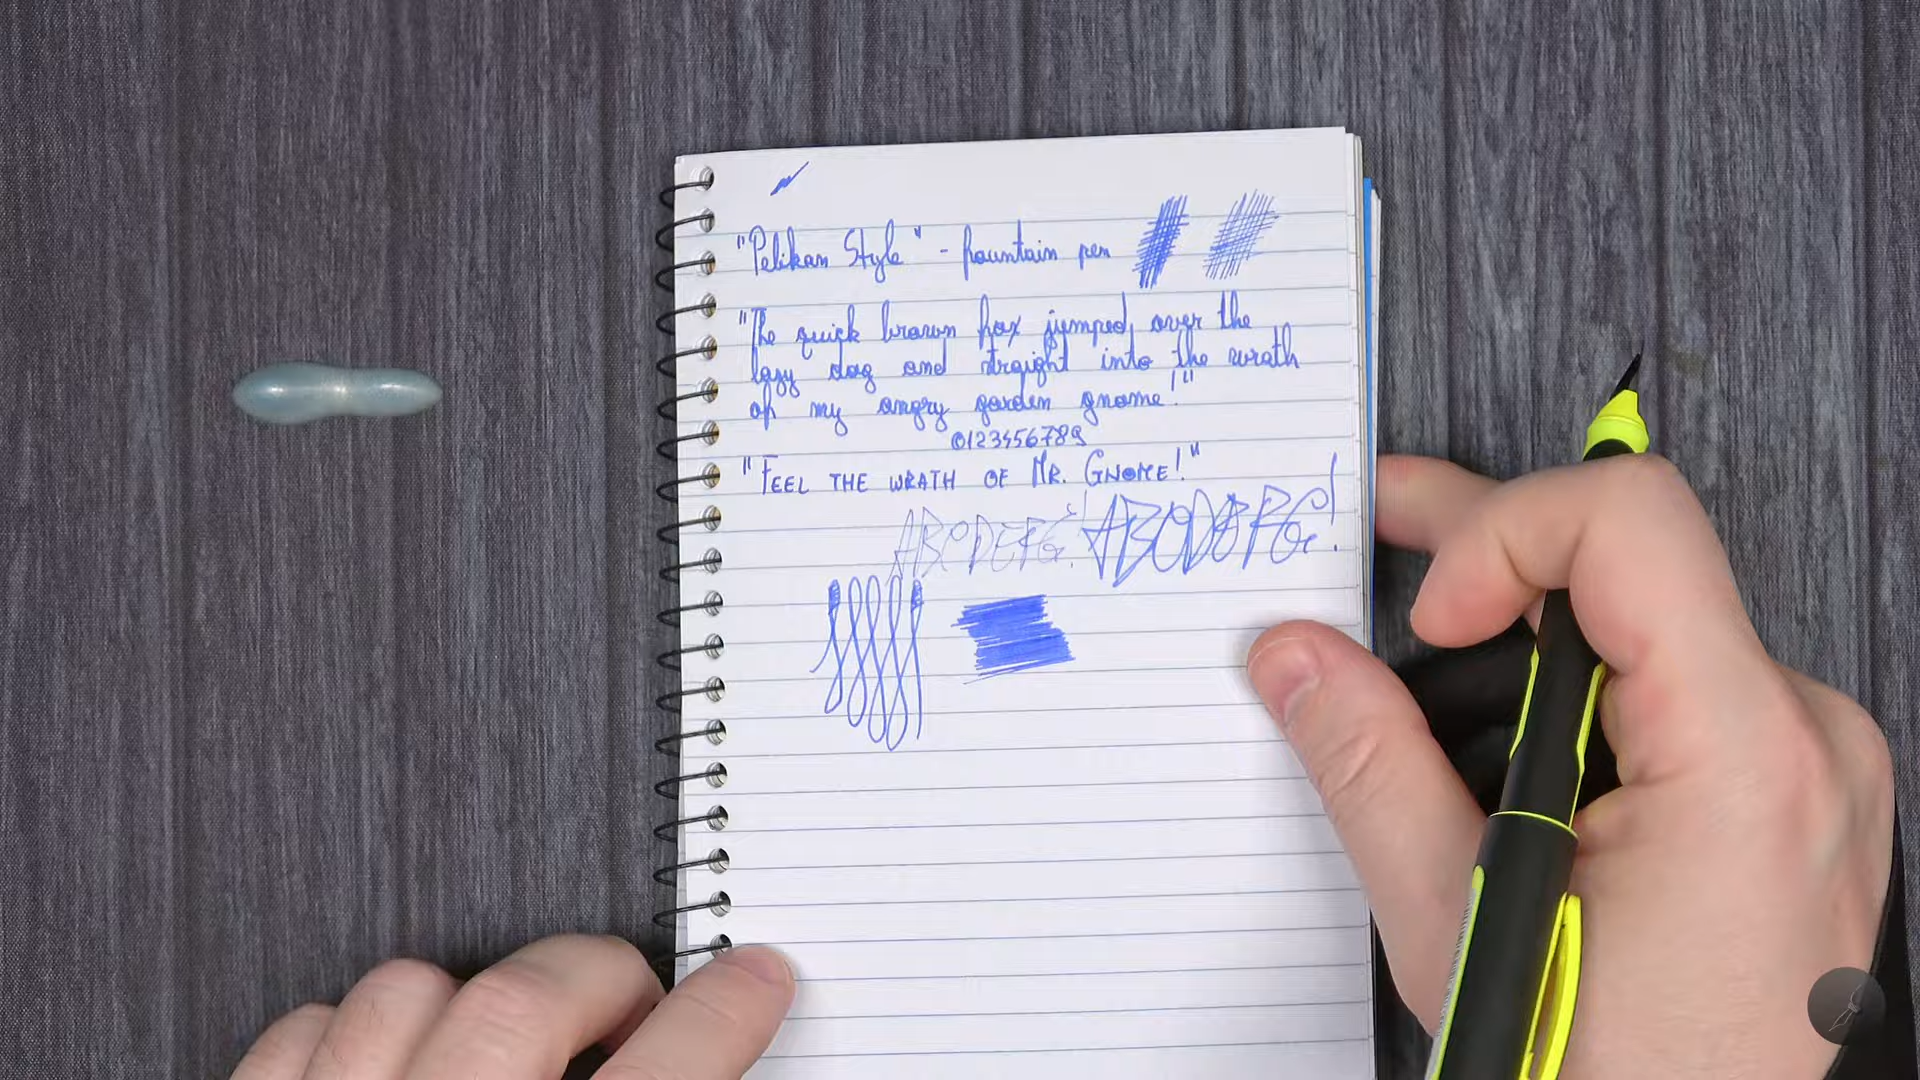 "Pelikan Style" - fountain pen
"The quick brown fox jumped over the
lazy dog and straight into the wrath
of my angry garden gnome!"
0123456789
"FEEL THE WRATH OF MR. GNOME!"
ABCDEFG! ABCDEFG!